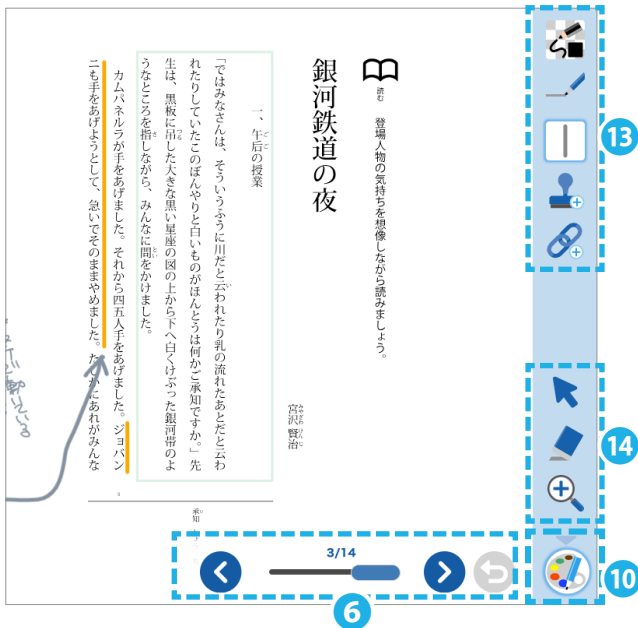 読む 登場人物の気持ちを想像しながら読みましょう。
銀河鉄道の夜
宮沢 賢治
一、午后の授業
「ではみなさんは、そういうふうに川だと云われたり乳の流れたあとだと云わ
れたりしていたこのぼんやりと白いものがほんとうは何かご承知ですか。」先
生は、黒板に吊した大きな黒い星座の図の上から下へ白くけぶった銀河帯のよ
うなところを指しながら、みんなに問をかけました。
カムパネルラが手をあげました。それから四五人手をあげました。ジョバン
ニも手をあげようとして、急いでそのままやめました。たしかにあれがみんな
承知
3/14
6
13
14
10